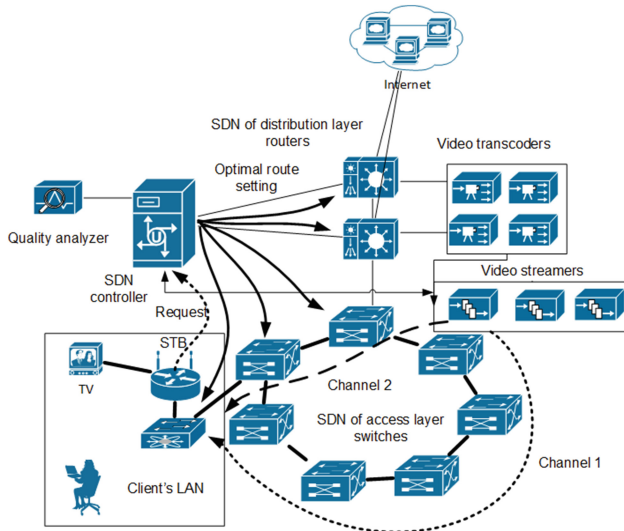 Internet
SDN of distribution layer
routers
Video transcoders
Optimal route
setting
Quality analyzer
SDN
controller
Video streamers
Request
STB
TV
Channel 2
SDN of access layer
switches
Channel 1
Client's LAN
U